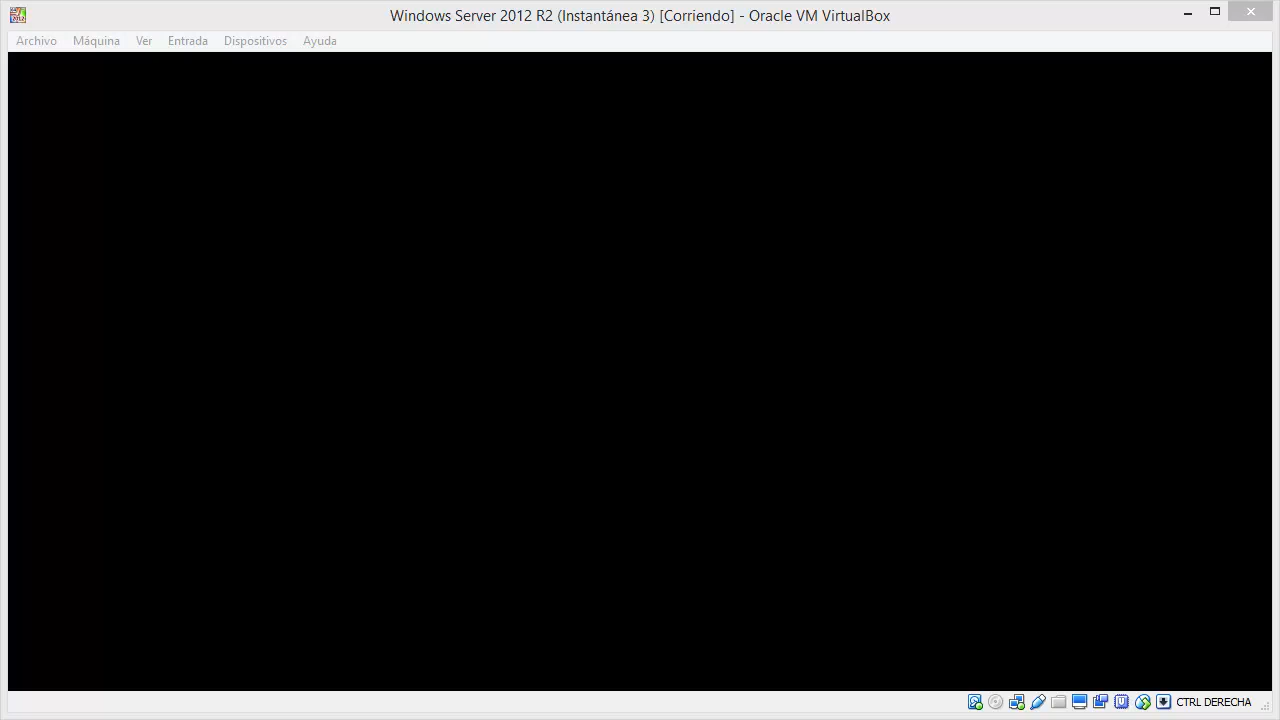 Windows Server 2012 R2 (Instantánea 3) [Corriendo] - Oracle VM VirtualBox
Archivo Máquina Ver Entrada Dispositivos Ayuda
CTRL DERECHA